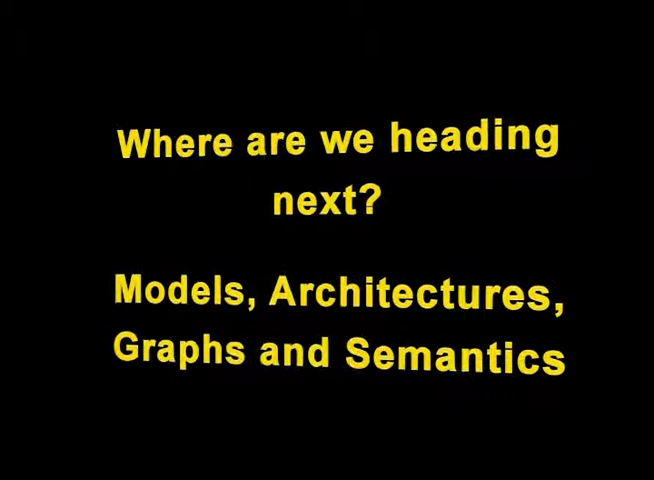 Where are we heading
next?
Models, Architectures,
Graphs and Semantics